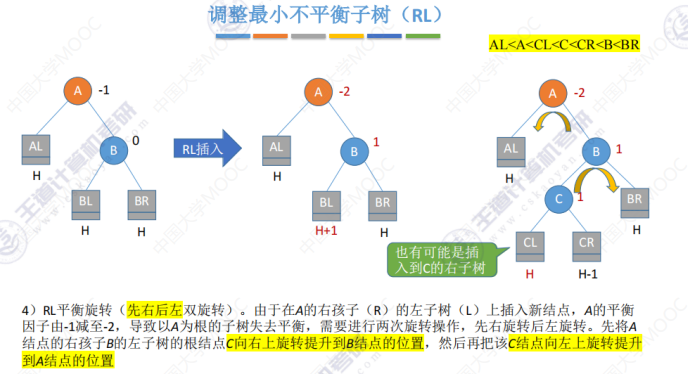 调整最小不平衡子树（RL）
AL<A<CL<C<CR<B<BR
A
-1
AL
H
B
0
BL
H
BR
H
RL插入
A
-2
AL
H
B
1
BL
H+1
BR
H
A
-2
AL
H
B
1
C
1
BR
H
CL
H
CR
H-1
也有可能是插
入到C的右子树
4）RL平衡旋转（先右后左双旋转）。由于在A的右孩子（R）的左子树（L）上插入新结点，A的平衡
因子由-1减至-2，导致以A为根的子树失去平衡，需要进行两次旋转操作，先右旋转后左旋转。先将A
结点的右孩子B的左子树的根结点C向右上旋转提升到B结点的位置，然后再把该C结点向左上旋转提升
到A结点的位置
中国大学MOOC
王道计算机考研
www.cskaoyan.com